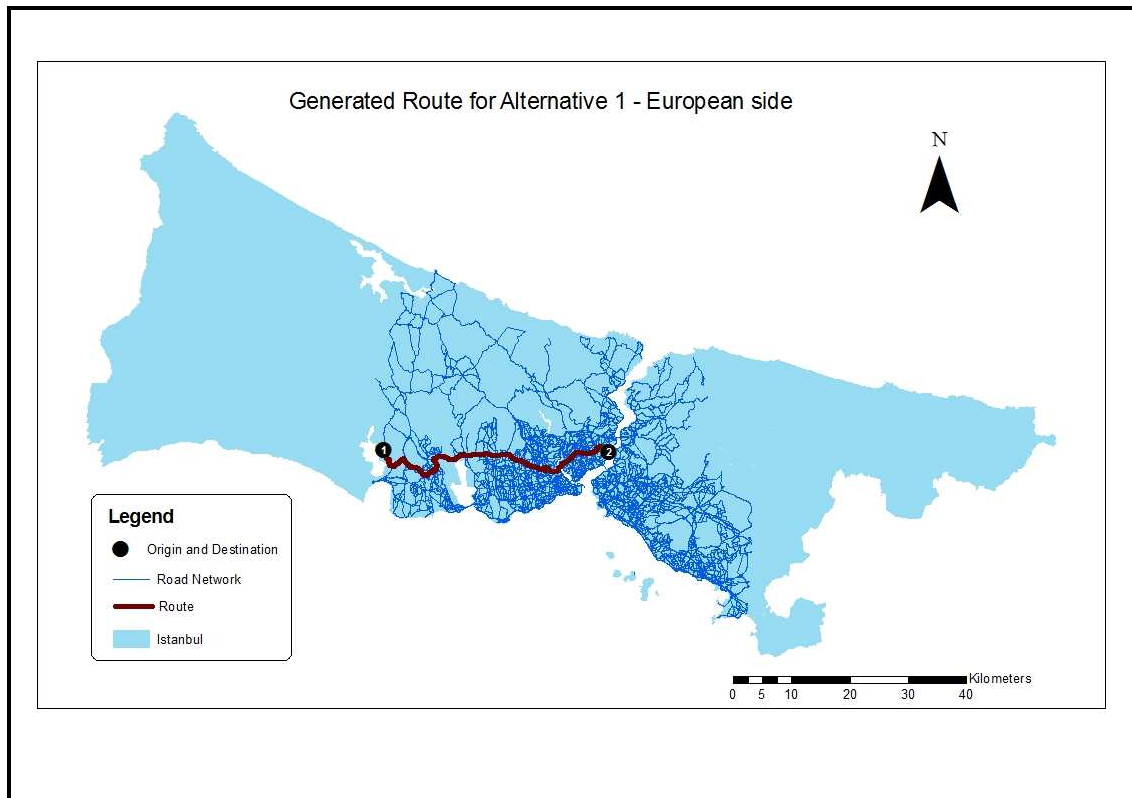 Generated Route for Alternative 1 - European side
N
1
2
Legend
Origin and Destination
Road Network
Route
Istanbul
Kilometers
0 5 10 20 30 40